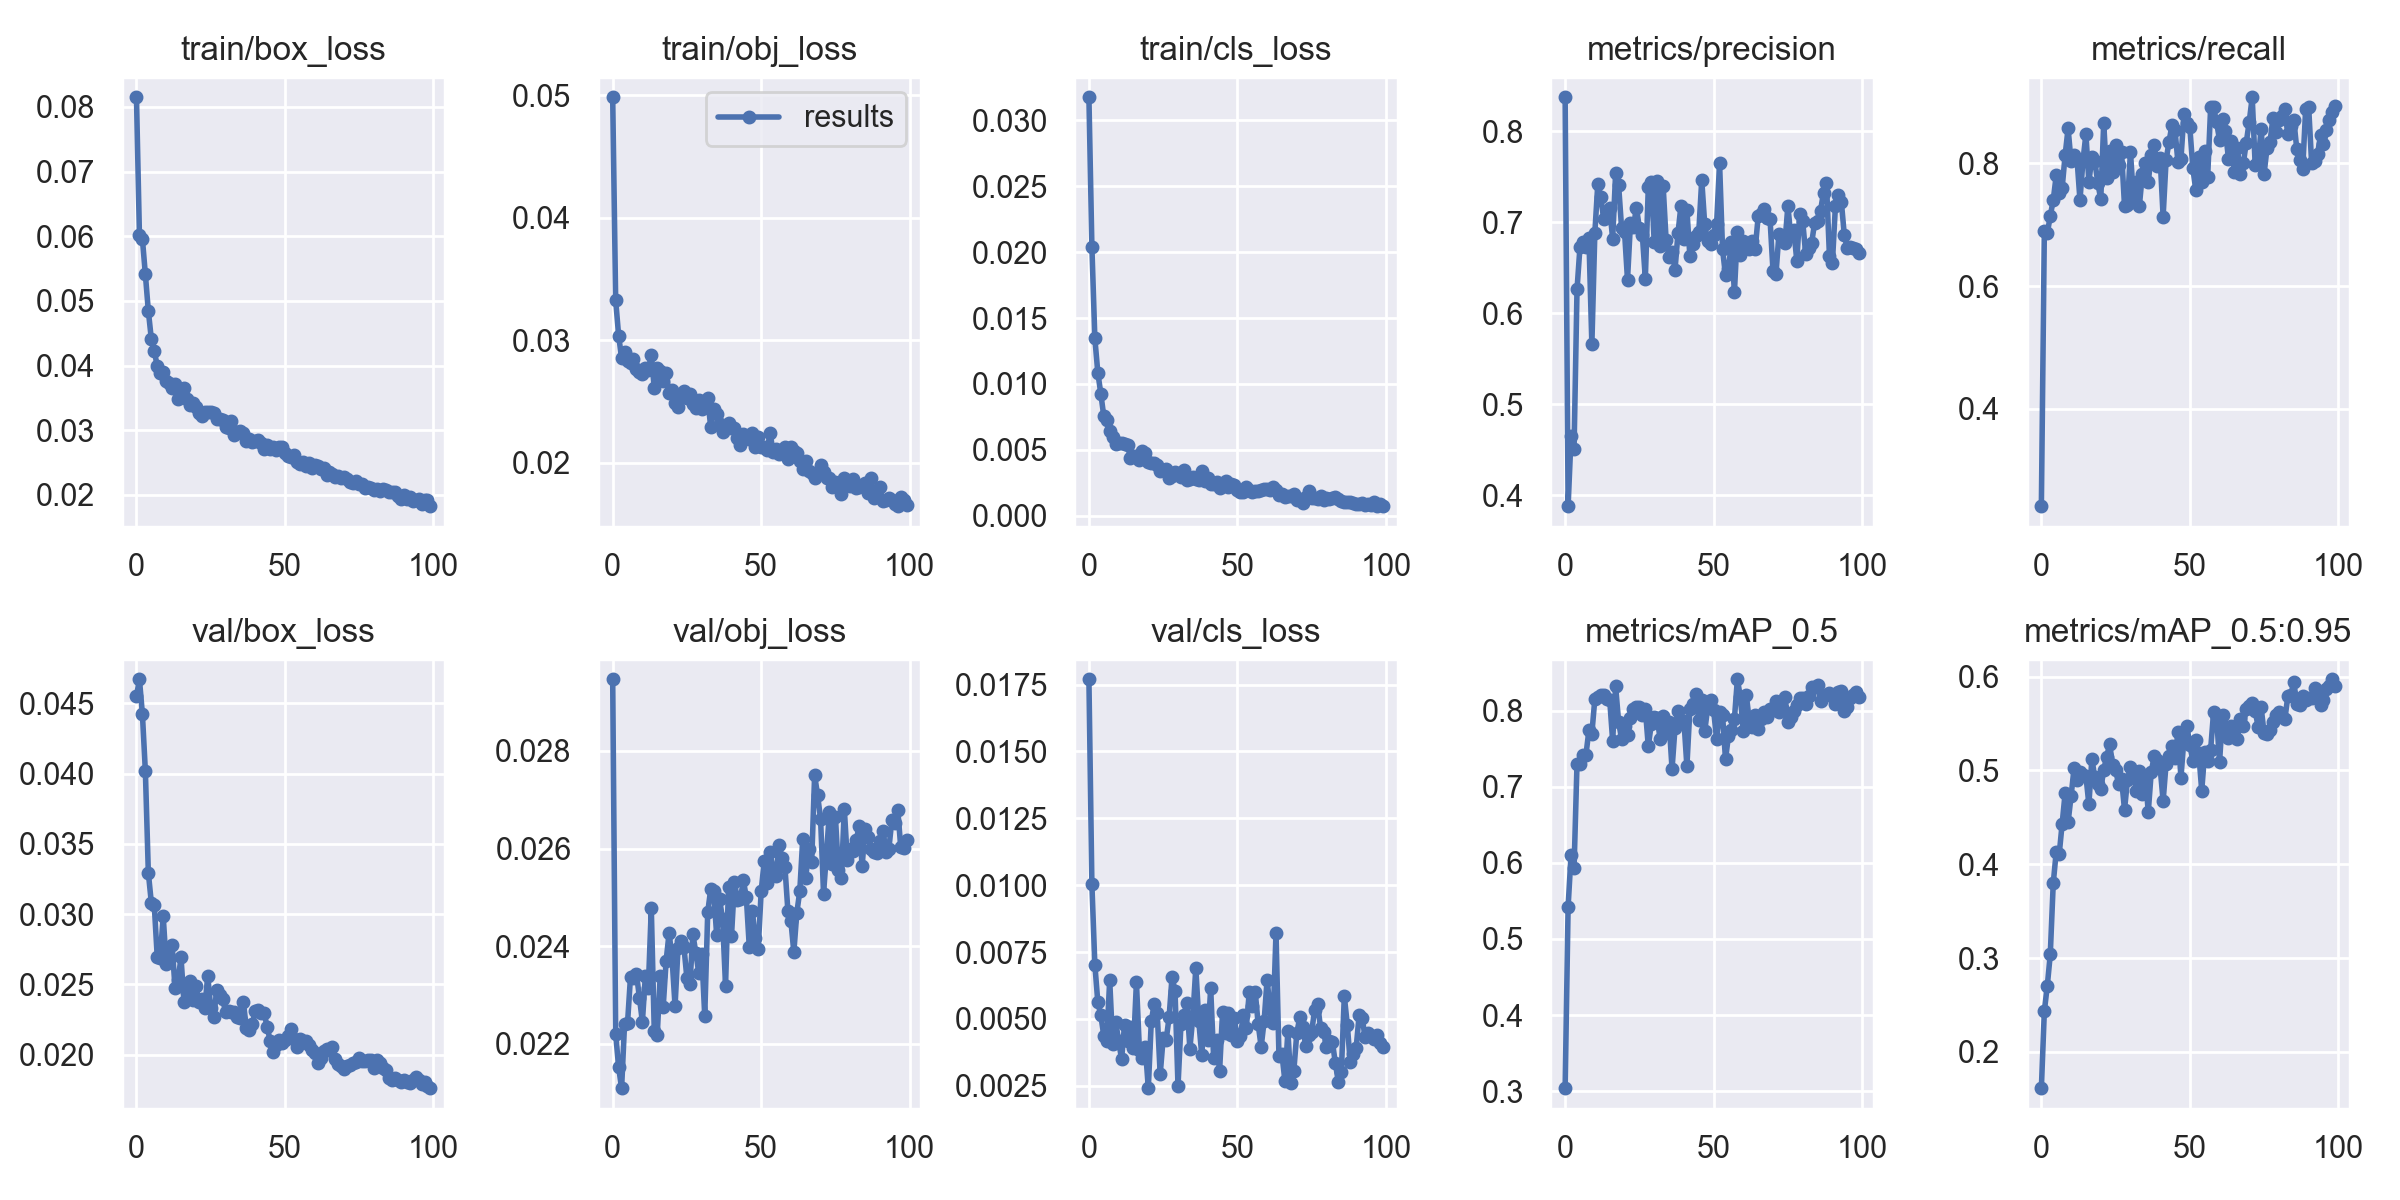 train/box_loss
train/obj_loss
train/cls_loss
metrics/precision
metrics/recall
0.08
0.07
0.06
0.05
0.04
0.03
0.02
0 50 100
0.05
0.04
0.03
0.02
results
0 50 100
0.030
0.025
0.020
0.015
0.010
0.005
0.000
0 50 100
0.8
0.7
0.6
0.5
0.4
0 50 100
0.8
0.6
0.4
0 50 100
val/box_loss
val/obj_loss
val/cls_loss
metrics/mAP_0.5
metrics/mAP_0.5:0.95
0.045
0.040
0.035
0.030
0.025
0.020
0 50 100
0.028
0.026
0.024
0.022
0 50 100
0.0175
0.0150
0.0125
0.0100
0.0075
0.0050
0.0025
0 50 100
0.8
0.7
0.6
0.5
0.4
0.3
0 50 100
0.6
0.5
0.4
0.3
0.2
0 50 100